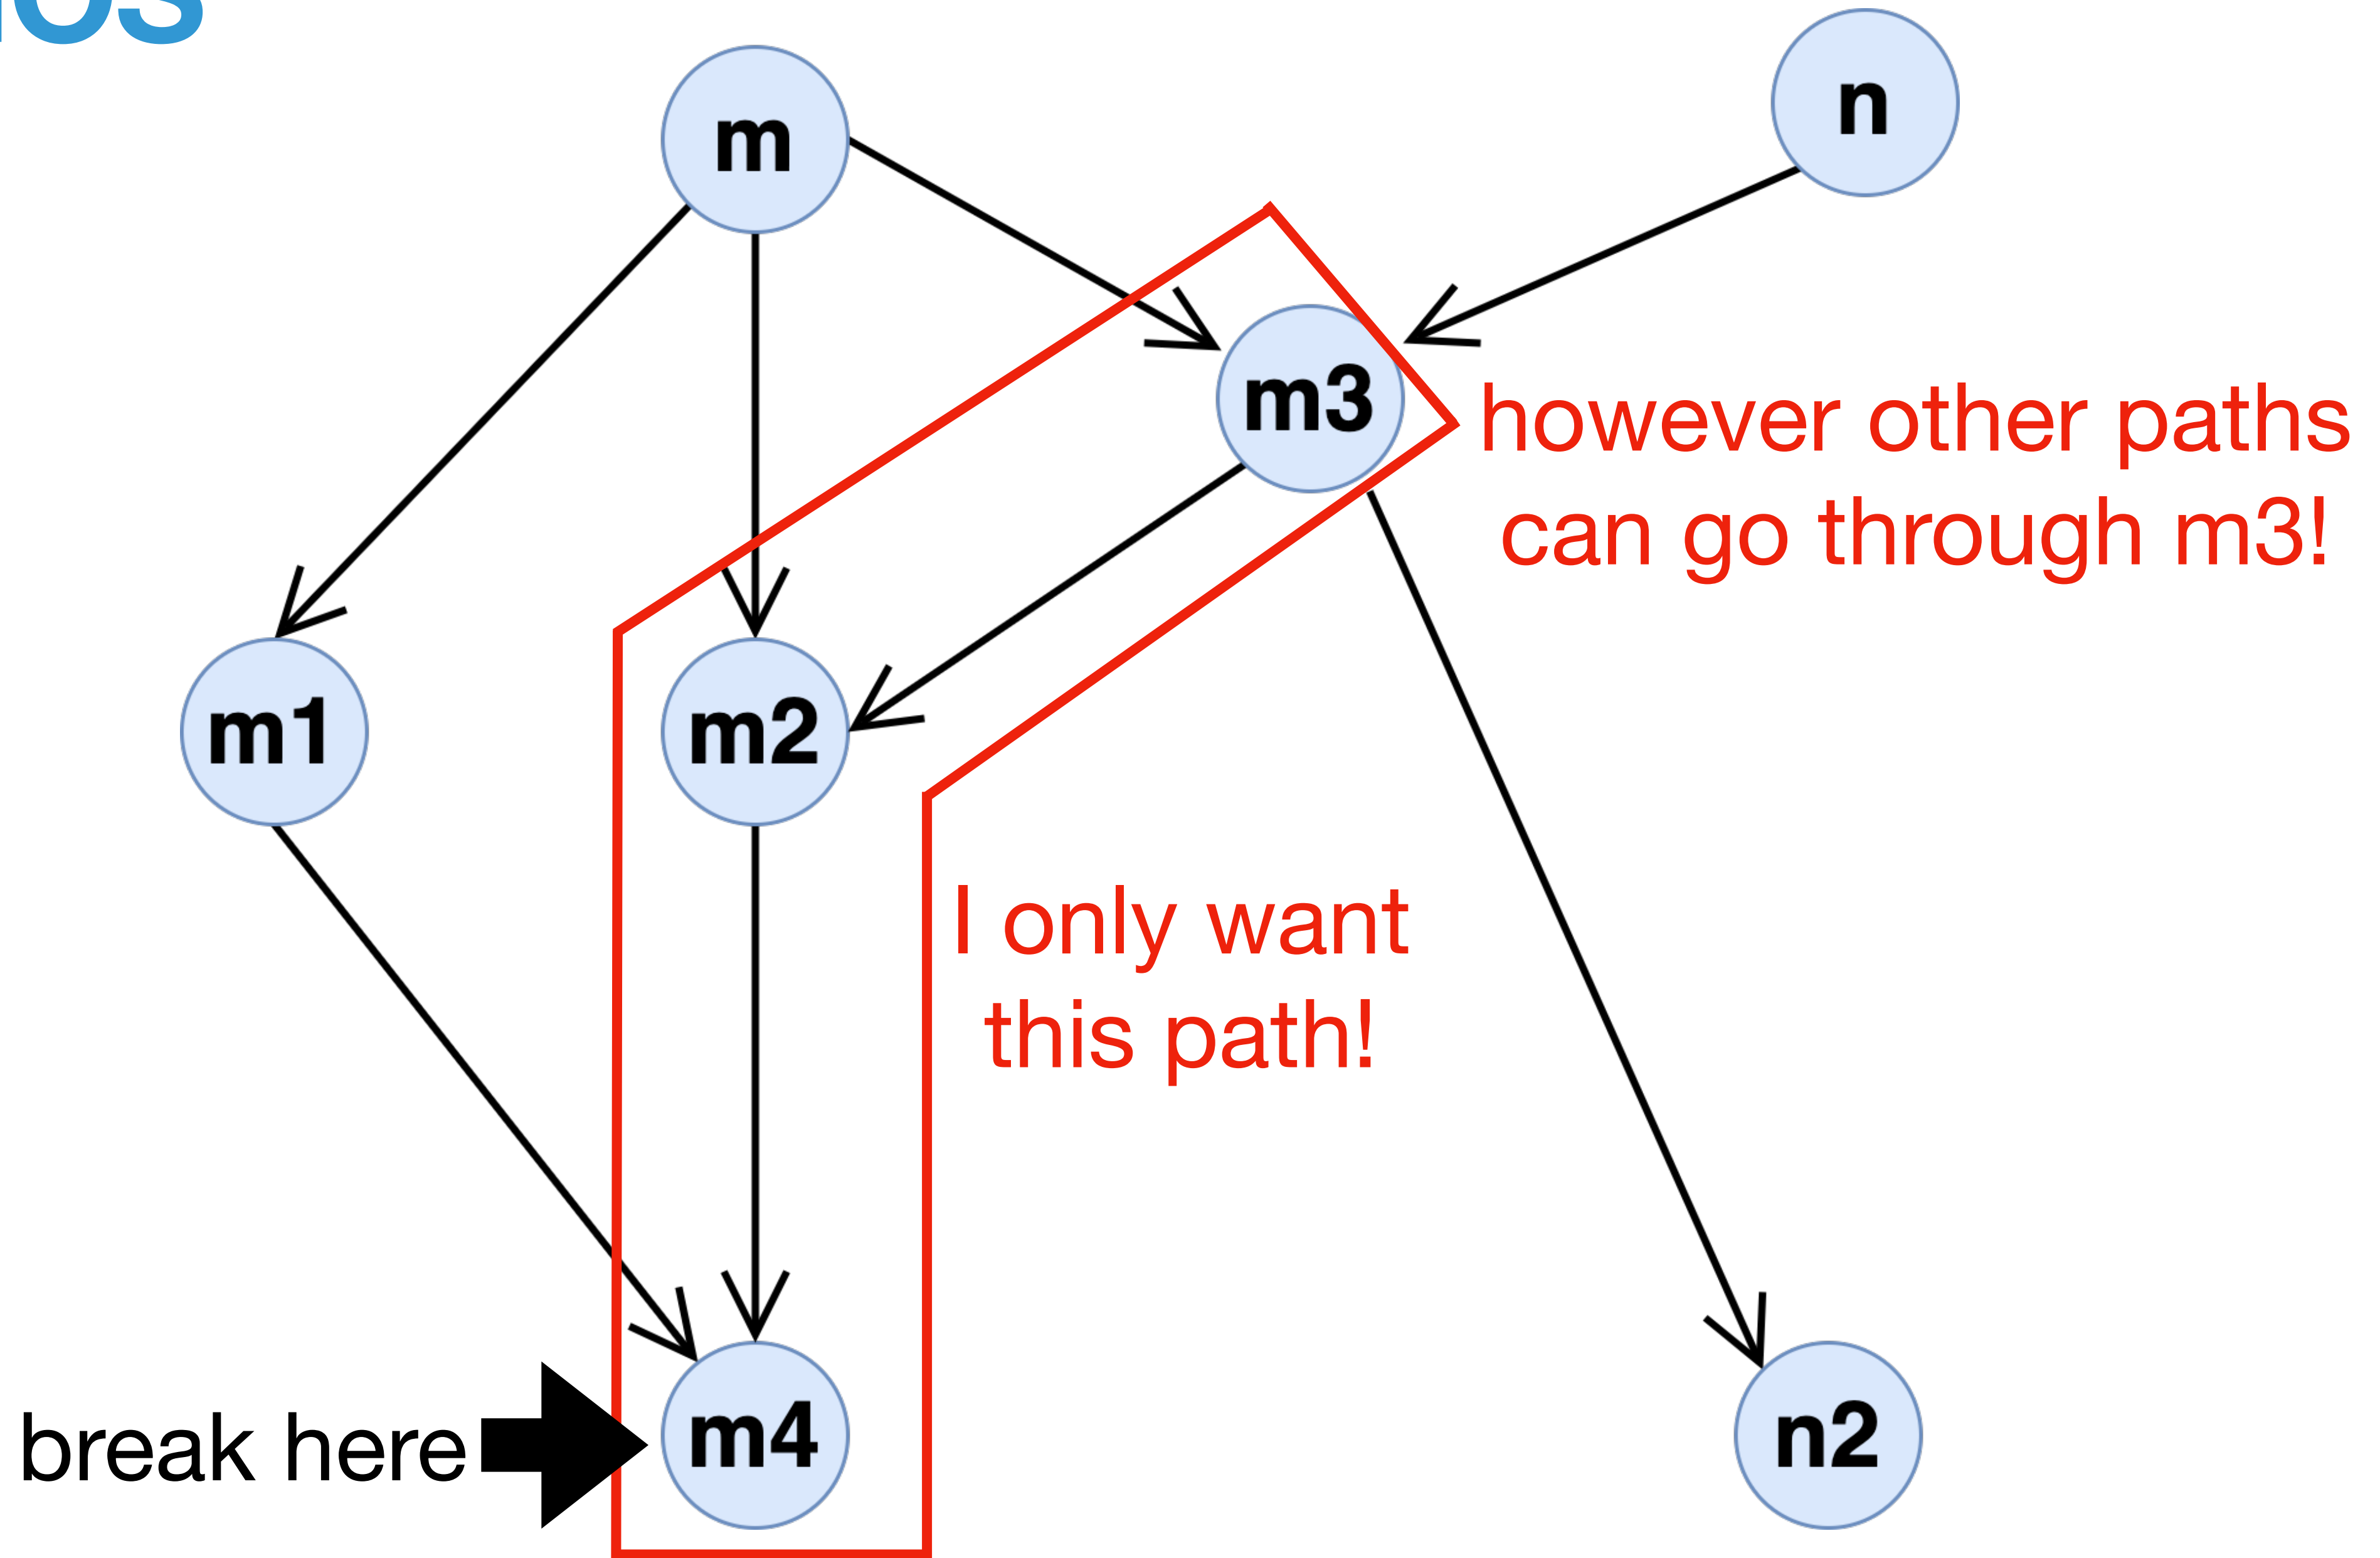 m
n
m3
however other paths
can go through m3!
m1
m2
I only want
this path!
break here
m4
n2